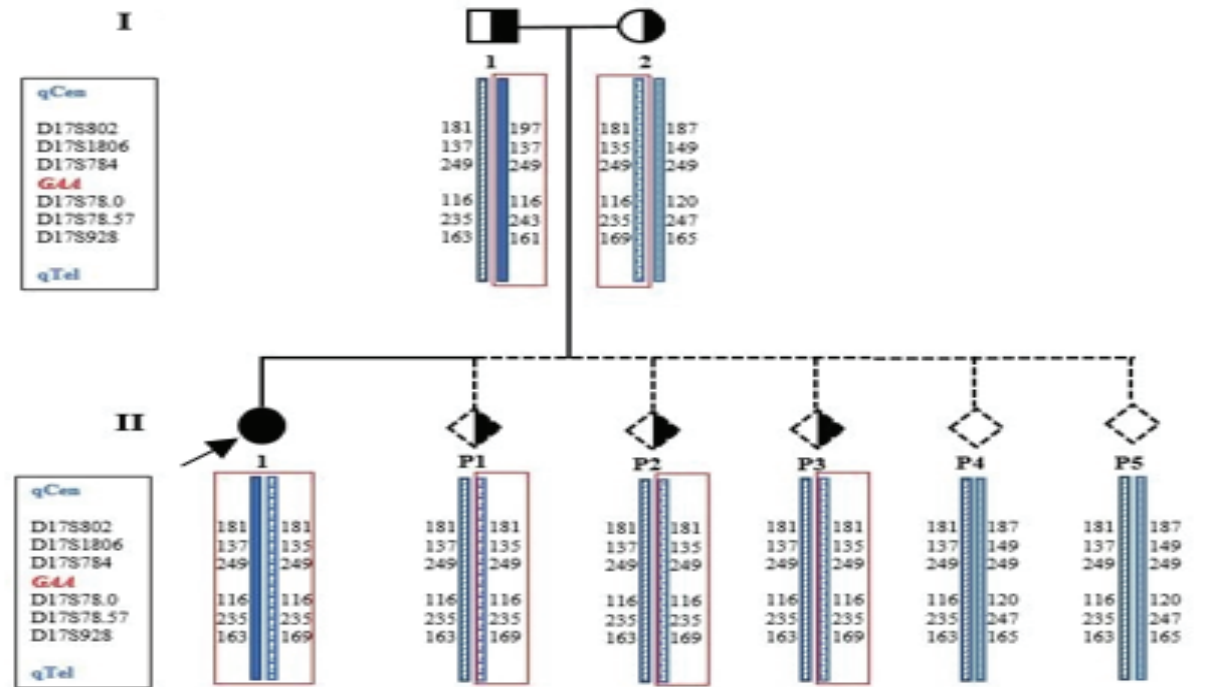 I
1 2
qCen
D17S802 181 197 181 187
D17S1806 137 137 135 149
D17S784 249 249 249 249
GAA
D17S78.0 116 116 116 120
D17S78.57 235 243 235 247
D17S928 163 161 169 165
qTel
II
1 P1 P2 P3 P4 P5
qCen
D17S802 181 181 181 181 181 181 181 181 181 187 181 187
D17S1806 137 135 137 135 137 135 137 135 137 149 137 149
D17S784 249 249 249 249 249 249 249 249 249 249 249 249
GAA
D17S78.0 116 116 116 116 116 116 116 116 116 120 116 120
D17S78.57 235 235 235 235 235 235 235 235 235 247 235 247
D17S928 163 169 163 169 163 169 163 169 163 165 163 165
qTel